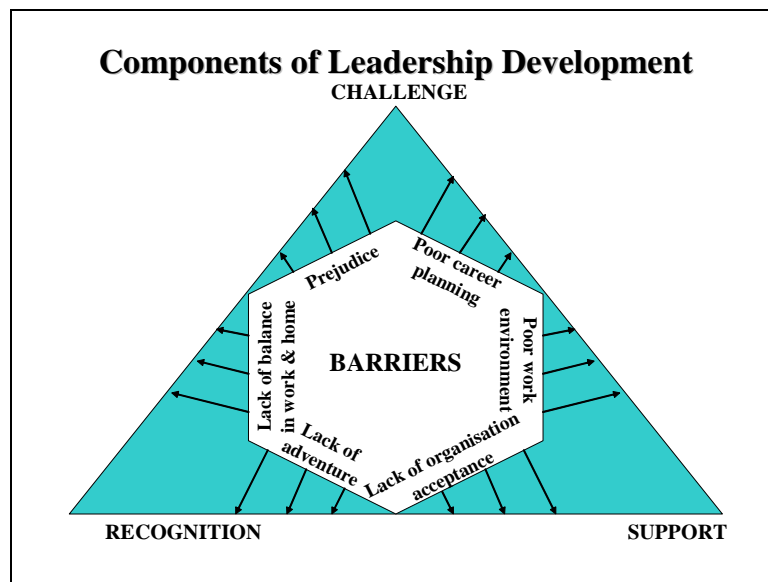 Components of Leadership Development
CHALLENGE
Prejudice
Poor career
planning
Lack of balance
in work & home
BARRIERS
Poor work
environment
Lack of
adventure
Lack of organisation
acceptance
RECOGNITION
SUPPORT